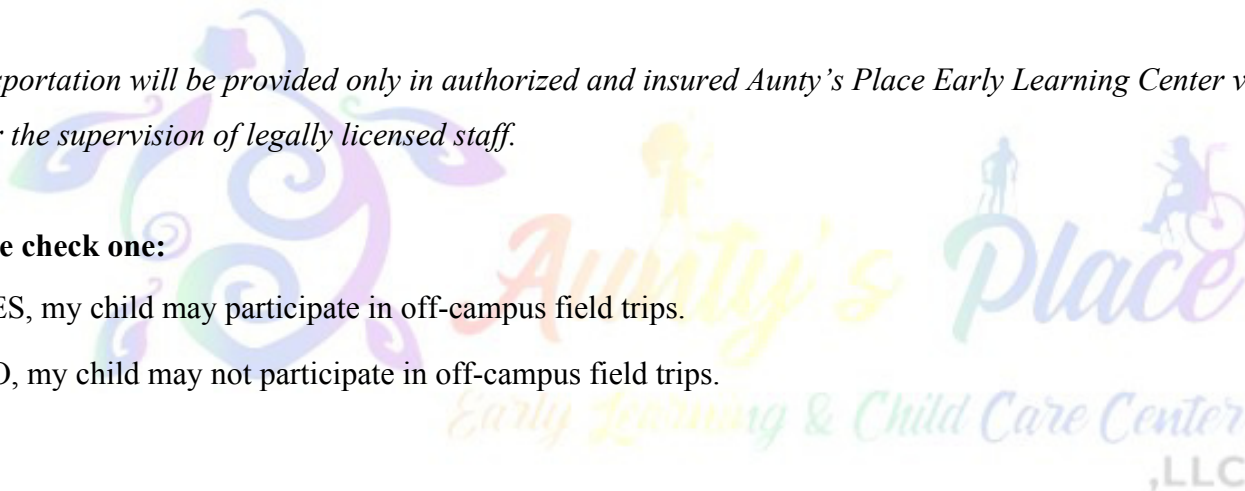 sportation will be provided only in authorized and insured Aunty’s Place Early Learning Center v
r the supervision of legally licensed staff.
e check one:
ES, my child may participate in off-campus field trips.
O, my child may not participate in off-campus field trips.
Aunty's Place
Early Learning & Child Care Center
,LLC